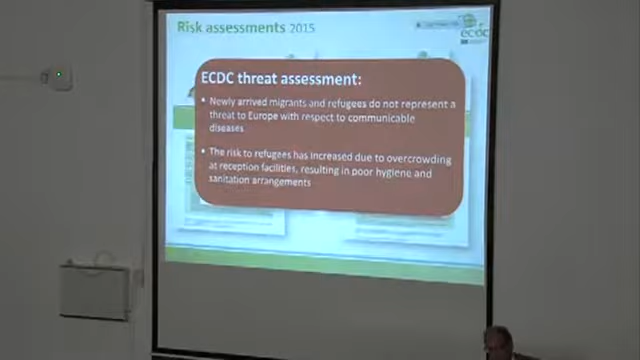 Risk assessments 2015
ecdc
ECDC threat assessment:
• Newly arrived migrants and refugees do not represent a
threat to Europe with respect to communicable
diseases
• The risk to refugees has increased due to overcrowding
at reception facilities, resulting in poor hygiene and
sanitation arrangements